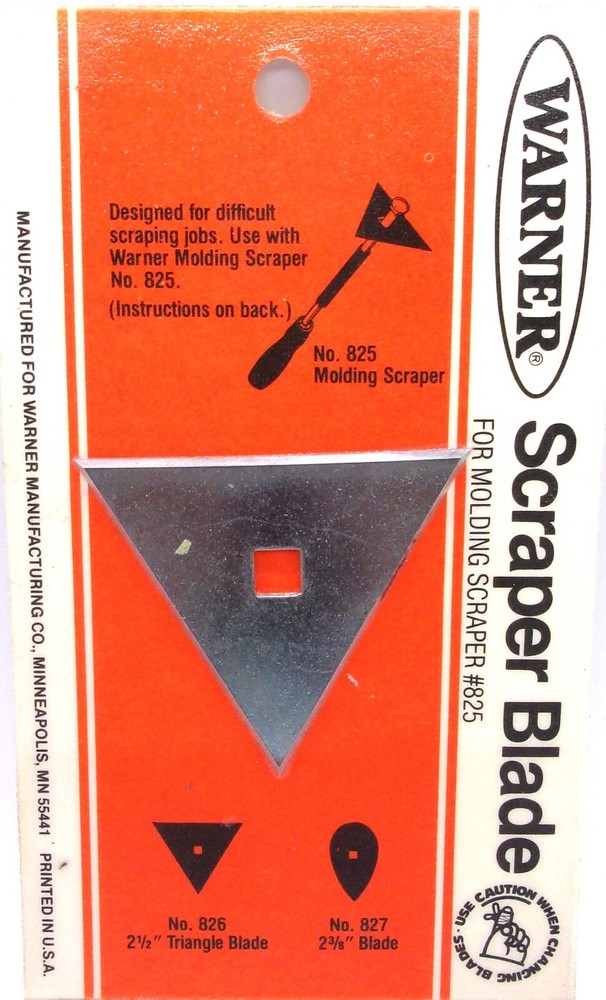 WARNER®
Scraper Blade
FOR MOLDING SCRAPER #825
Designed for difficult
scraping jobs. Use with
Warner Molding Scraper
No. 825.
(Instructions on back.)
No. 825
Molding Scraper
No. 826
2½" Triangle Blade
No. 827
2⅜" Blade
USE CAUTION WHEN CHANGING BLADES •
MANUFACTURED FOR WARNER MANUFACTURING CO., MINNEAPOLIS, MN 55441 PRINTED IN U.S.A.